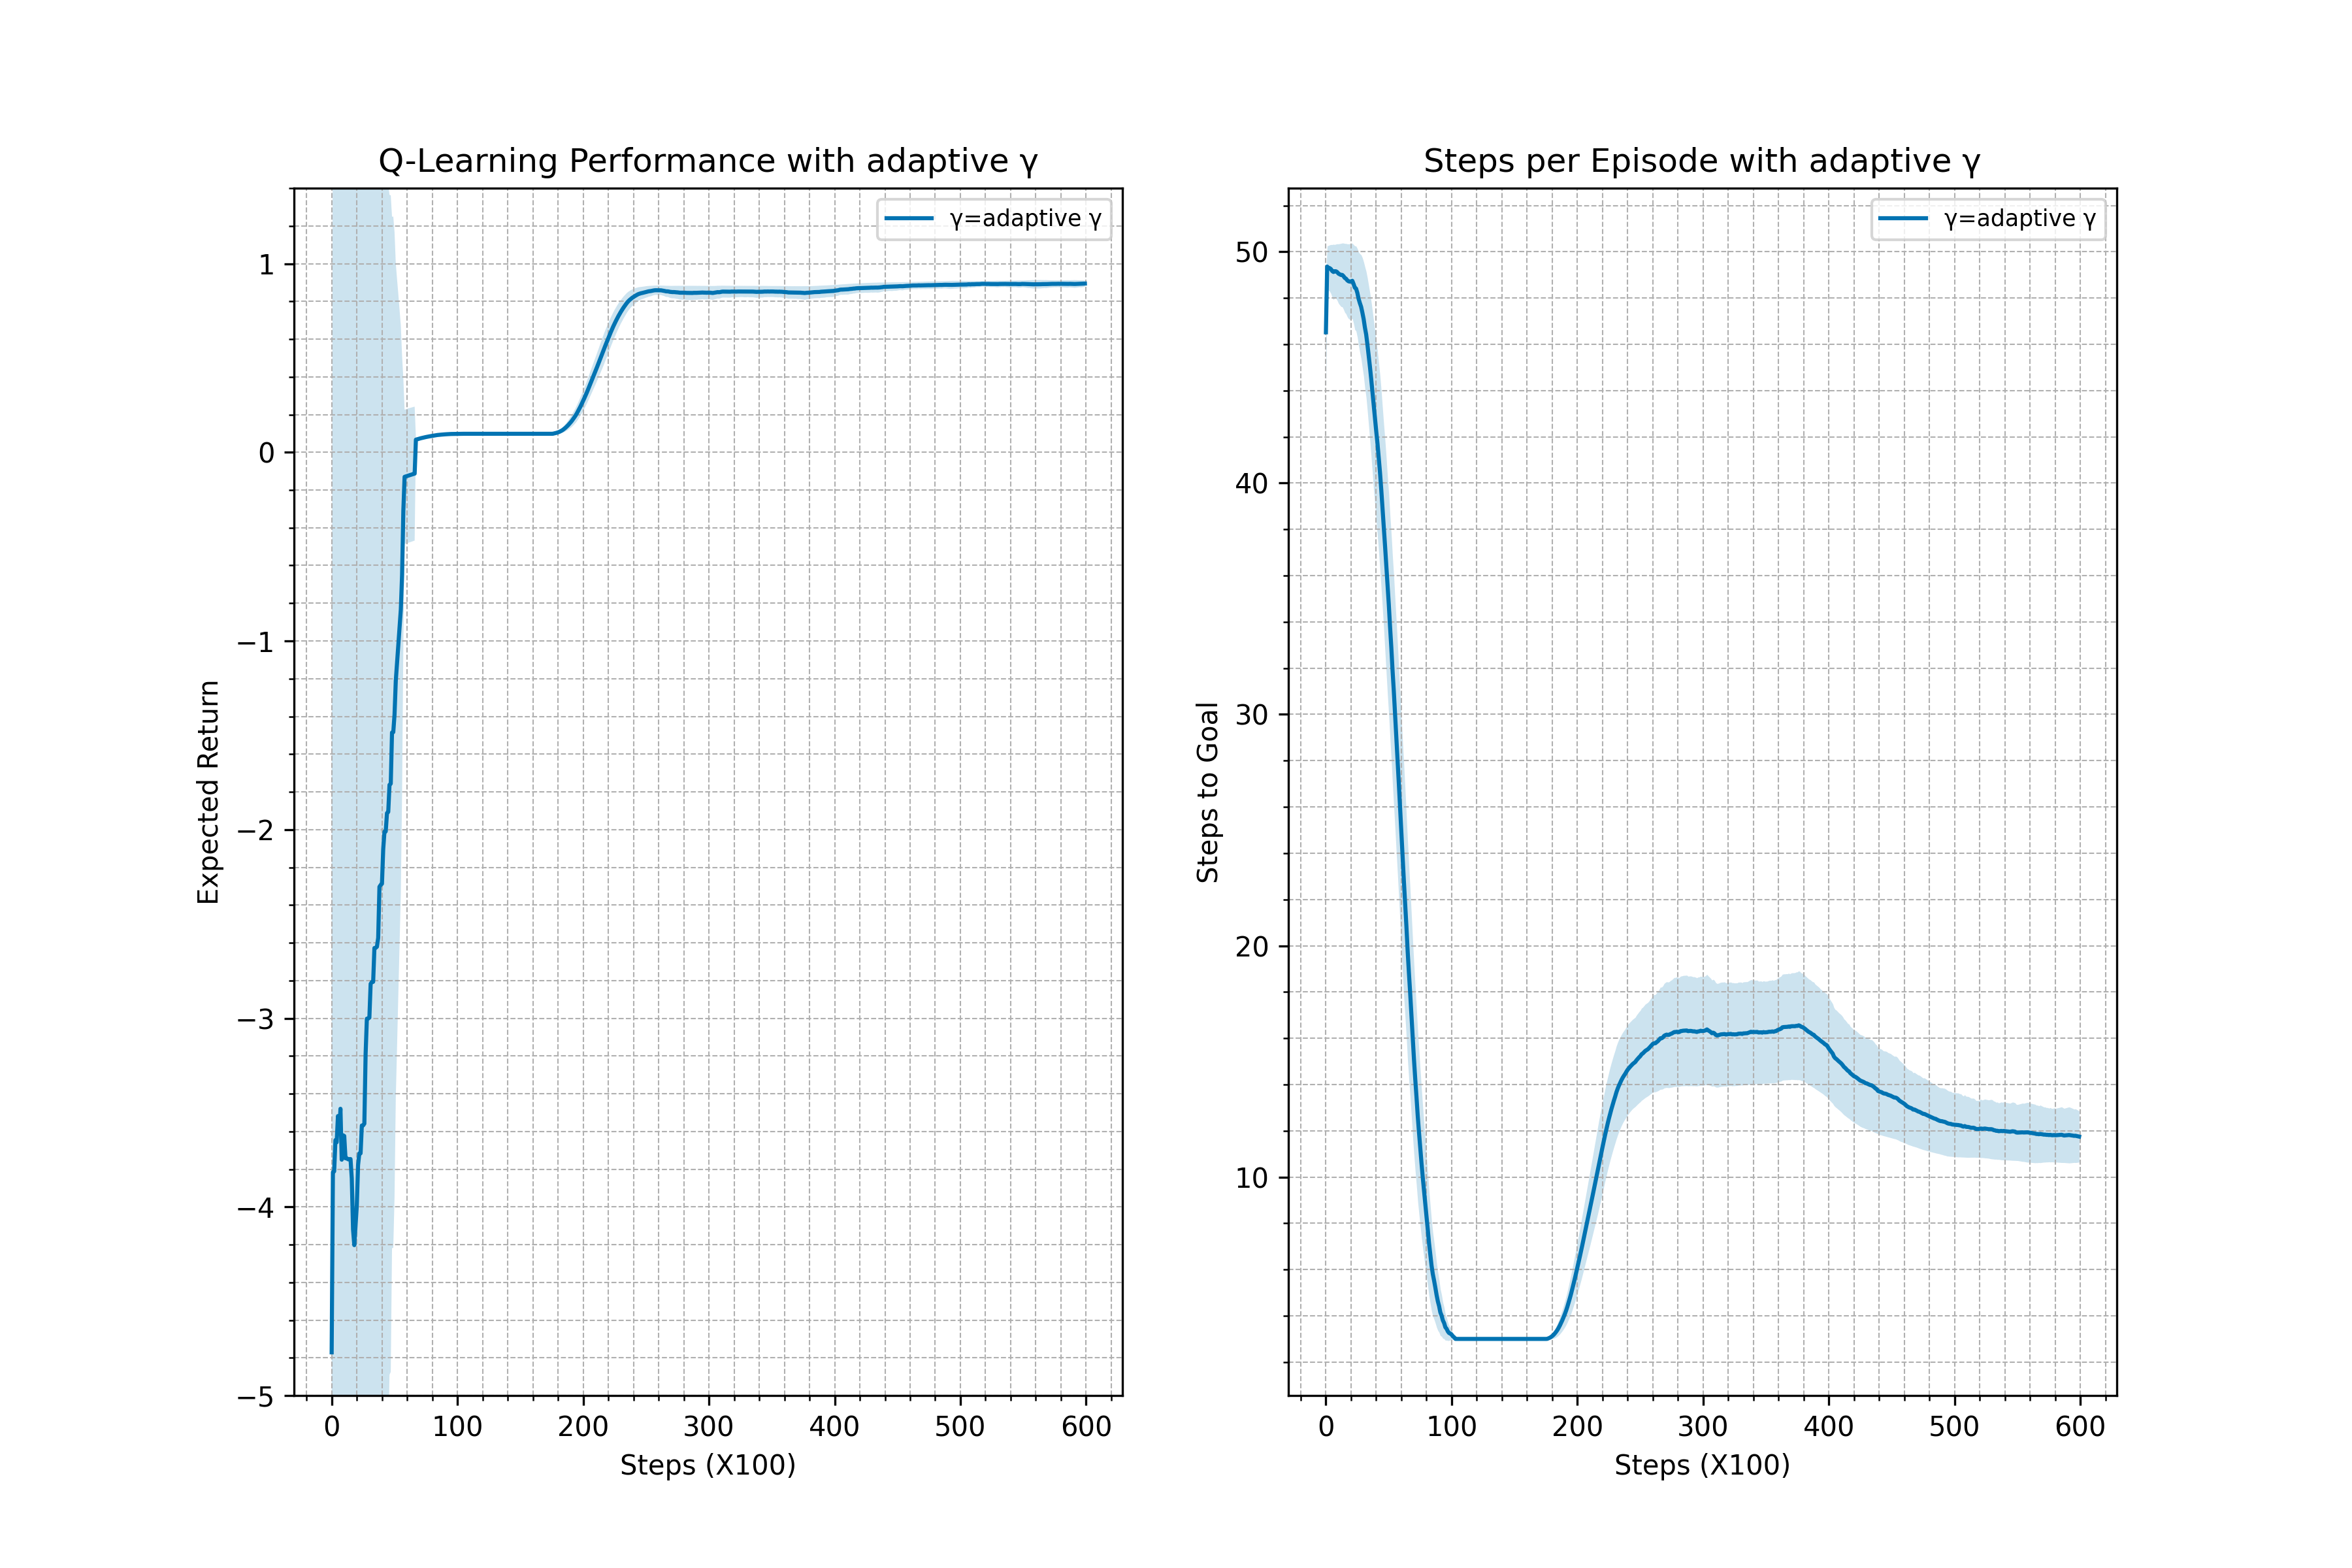 Q-Learning Performance with adaptive γ
γ=adaptive γ
1
0
−1
−2
−3
−4
−5
Expected Return
0 100 200 300 400 500 600
Steps (X100)
Steps per Episode with adaptive γ
γ=adaptive γ
50
40
30
20
10
Steps to Goal
0 100 200 300 400 500 600
Steps (X100)